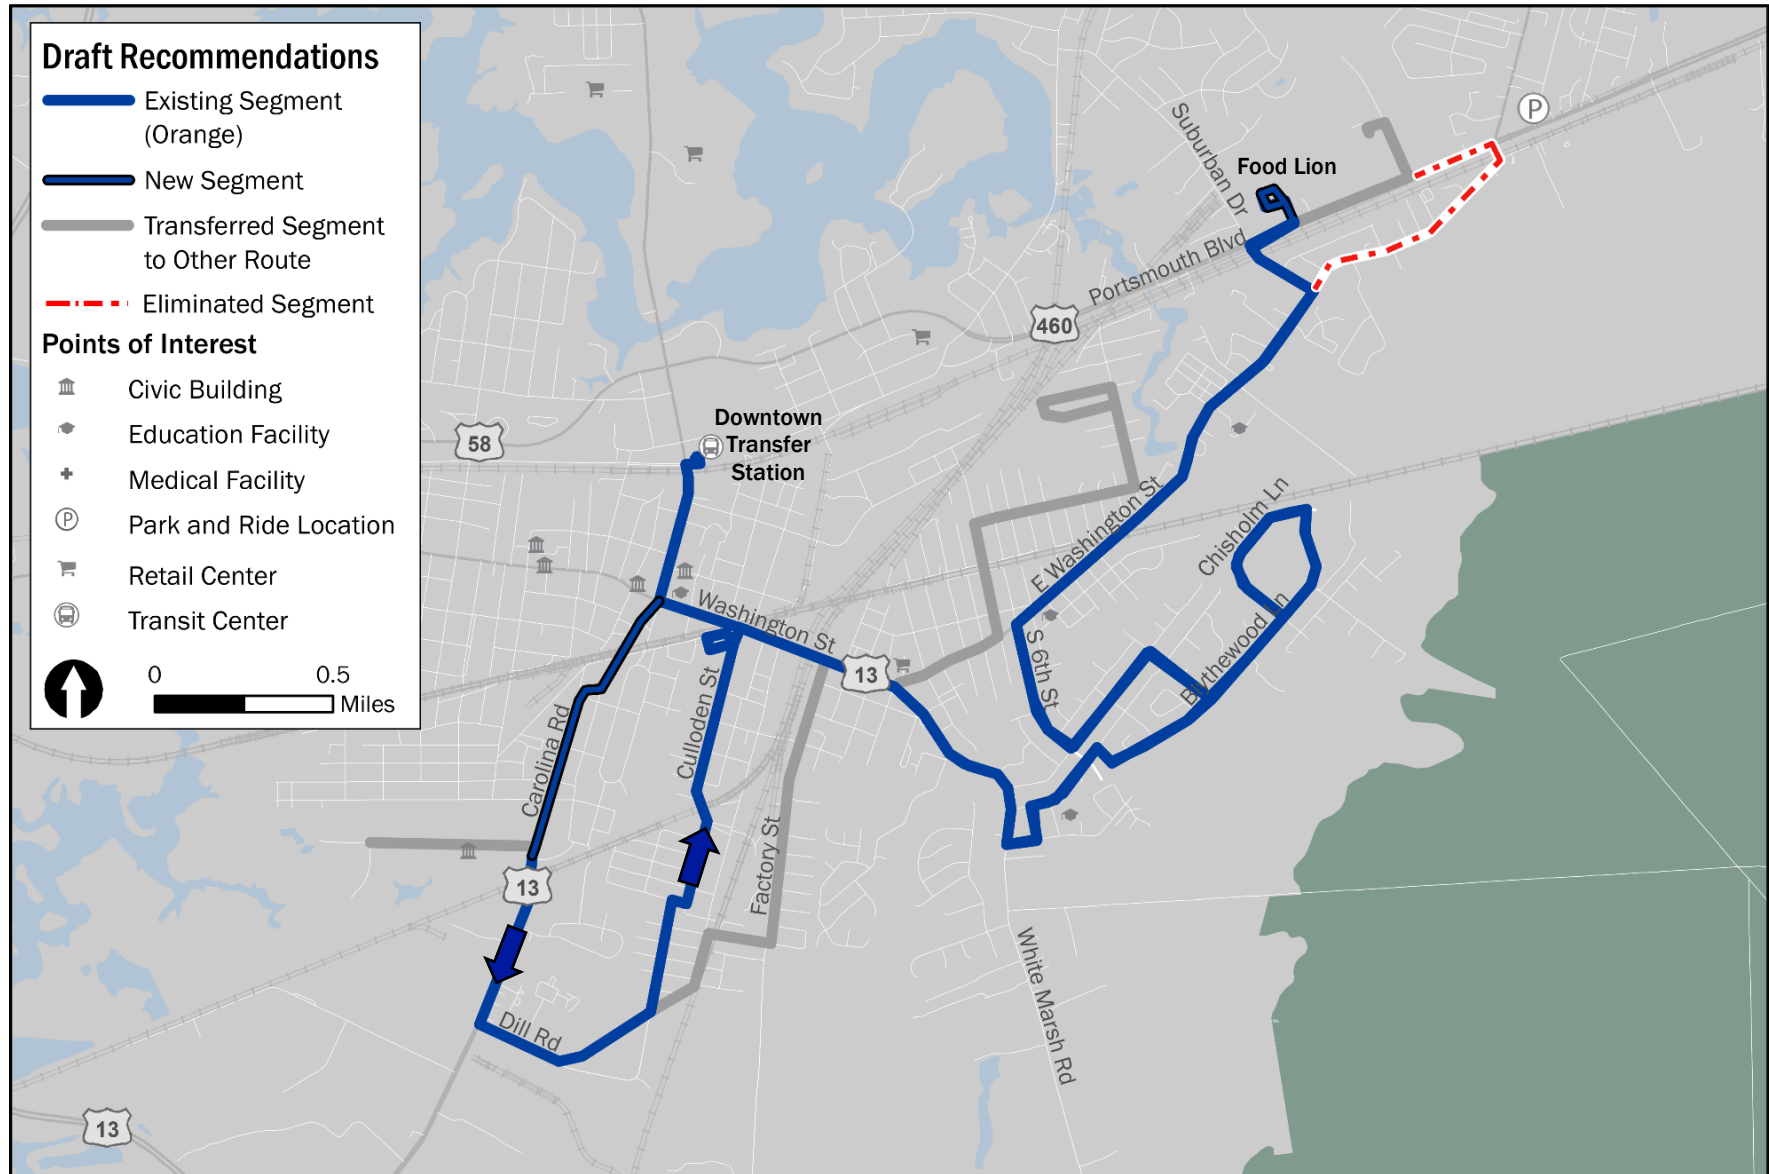 Draft Recommendations
Existing Segment
(Orange)
New Segment
Transferred Segment
to Other Route
Eliminated Segment
Points of Interest
Civic Building
Education Facility
Medical Facility
P
Park and Ride Location
Retail Center
Transit Center
0
0.5
Miles
P
Suburban Dr
Food Lion
Portsmouth Blvd
460
58
Downtown
Transfer
Station
E Washington St
Chisholm Ln
Washington St
Blythewood Ln
S 6th St
13
Culloden St
Carolina Rd
Factory St
13
White Marsh Rd
Dill Rd
13